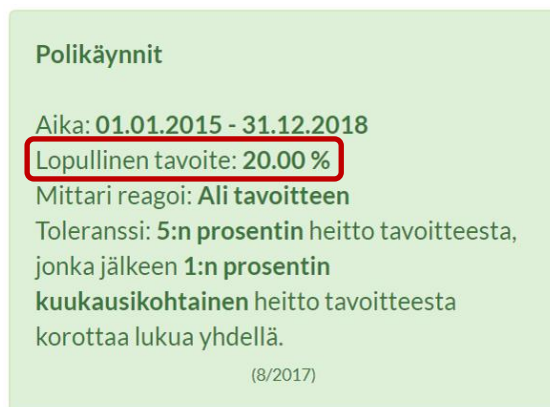 Polikäynnit
Aika: 01.01.2015 - 31.12.2018
Lopullinen tavoite: 20.00 %
Mittari reagoi: Ali tavoitteen
Toleranssi: 5:n prosentin heitto tavoitteesta,
jonka jälkeen 1:n prosentin
kuukausikohtainen heitto tavoitteesta
korottaa lukua yhdellä.
(8/2017)